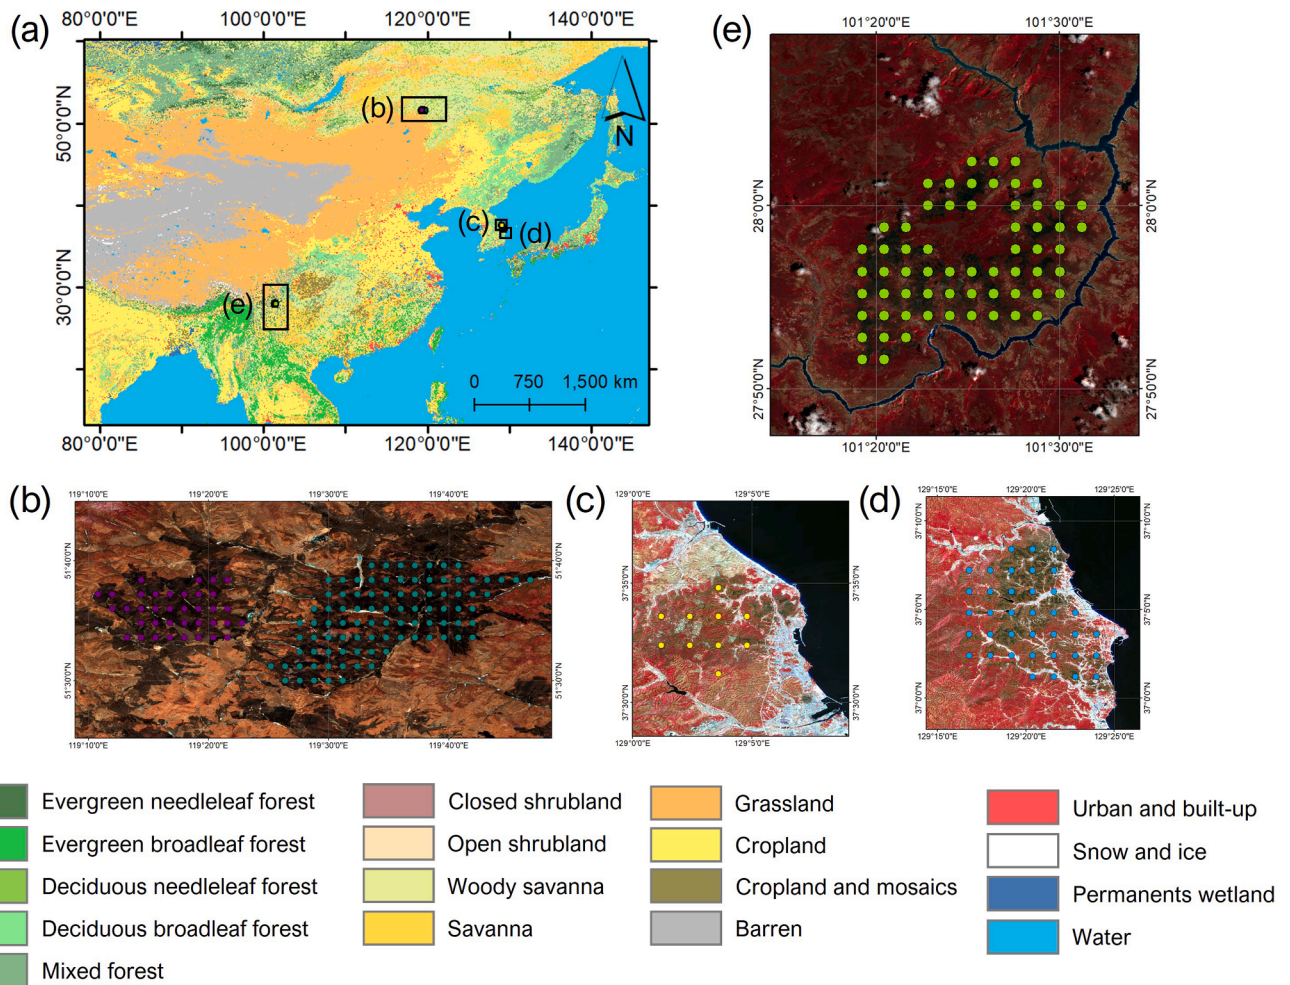 (a)
80°0'0"E 100°0'0"E 120°0'0"E 140°0'0"E
50°0'0"N
30°0'0"N
(b)
(c)
(d)
(e)
N
0 750 1,500 km
80°0'0"E 100°0'0"E 120°0'0"E 140°0'0"E
(e)
101°20'0"E 101°30'0"E
28°0'0"N 28°0'0"N
27°50'0"N 27°50'0"N
101°20'0"E 101°30'0"E
(b)
119°10'0"E 119°20'0"E 119°30'0"E 119°40'0"E
51°40'0"N 51°40'0"N
51°30'0"N 51°30'0"N
119°10'0"E 119°20'0"E 119°30'0"E 119°40'0"E
(c)
129°0'0"E 129°5'0"E
37°35'0"N 37°35'0"N
37°30'0"N 37°30'0"N
129°0'0"E 129°5'0"E
(d)
129°15'0"E 129°20'0"E 129°25'0"E
37°10'0"N 37°10'0"N
37°5'0"N 37°5'0"N
37°0'0"N 37°0'0"N
129°15'0"E 129°20'0"E 129°25'0"E
Evergreen needleleaf forest
Evergreen broadleaf forest
Deciduous needleleaf forest
Deciduous broadleaf forest
Mixed forest
Closed shrubland
Open shrubland
Woody savanna
Savanna
Grassland
Cropland
Cropland and mosaics
Barren
Urban and built-up
Snow and ice
Permanents wetland
Water